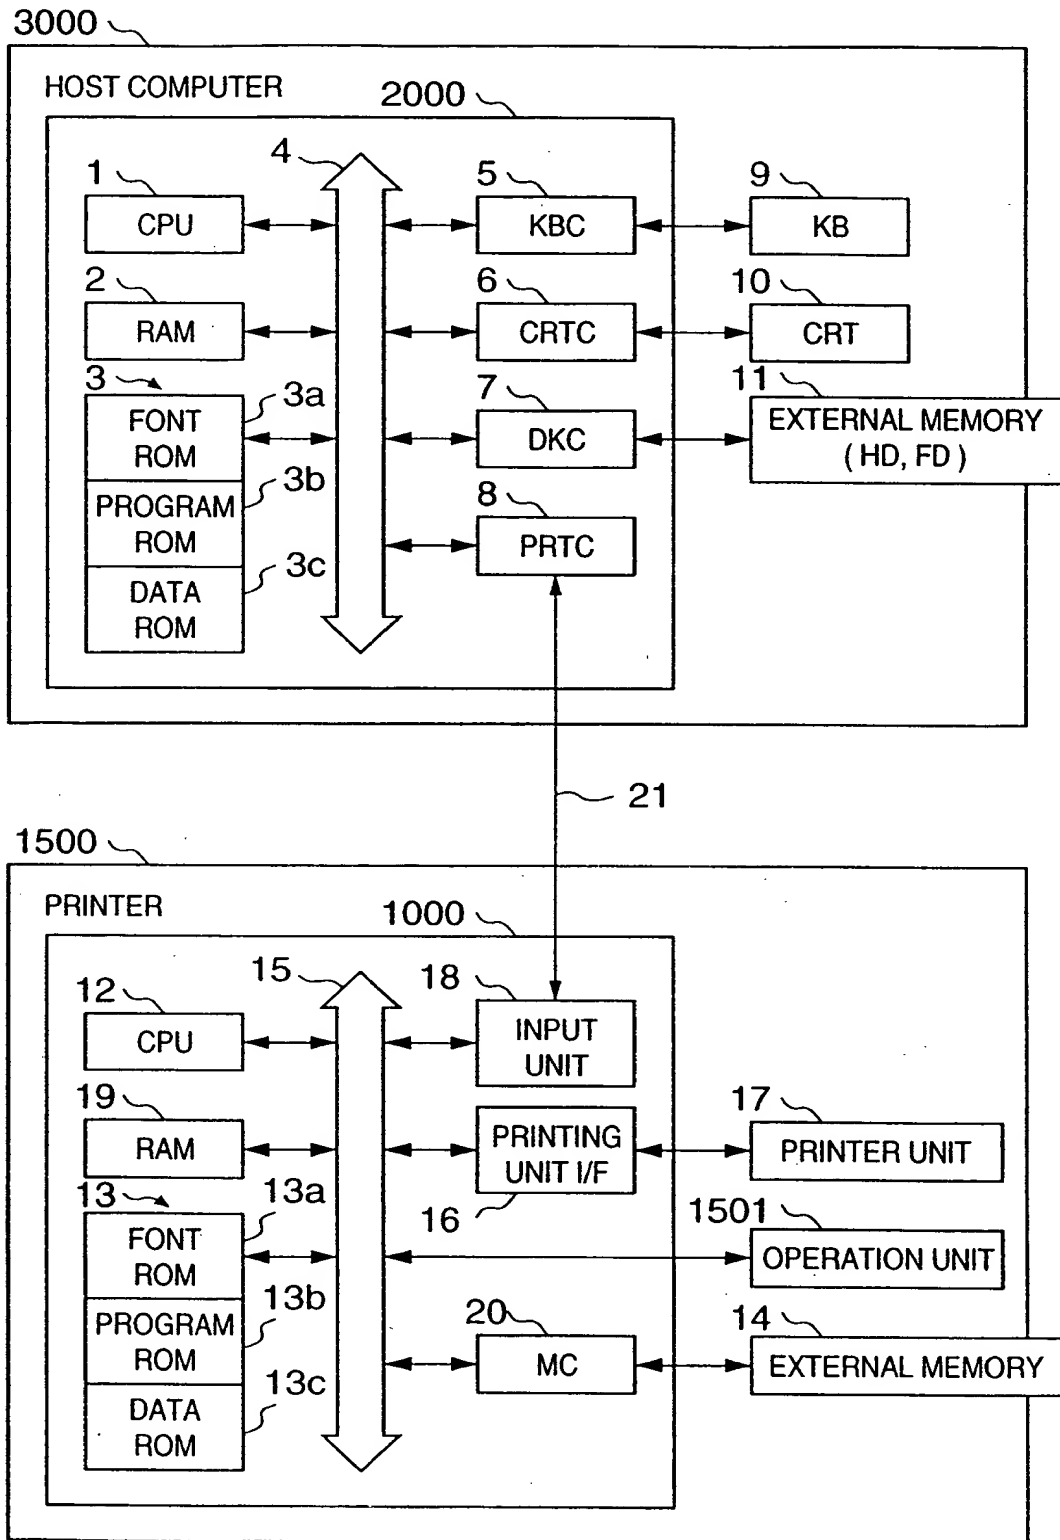 3000
HOST COMPUTER
2000
1
CPU
4
5
KBC
9
KB
2
RAM
6
CRTC
10
CRT
3
3a
FONT
ROM
7
DKC
11
EXTERNAL MEMORY
( HD, FD )
3b
PROGRAM
ROM
8
PRTC
3c
DATA
ROM
21
1500
PRINTER
1000
12
CPU
15
18
INPUT
UNIT
19
RAM
PRINTING
UNIT I/F
16
17
PRINTER UNIT
13
13a
FONT
ROM
1501
OPERATION UNIT
13b
PROGRAM
ROM
20
MC
14
EXTERNAL MEMORY
13c
DATA
ROM